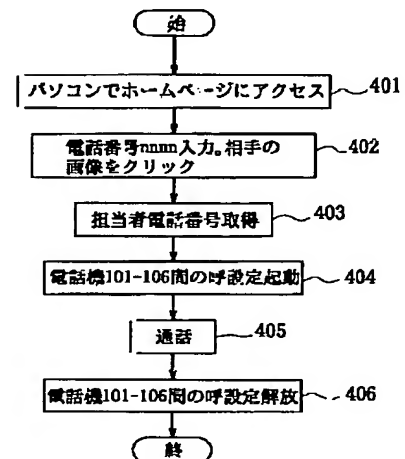 始
パソコンでホームページにアクセス
401
電話番号nnnn入力。相手の
画像をクリック
402
担当者電話番号取得
403
電話機101-106間の呼設定起動
404
通話
405
電話機101-106間の呼設定解放
406
終